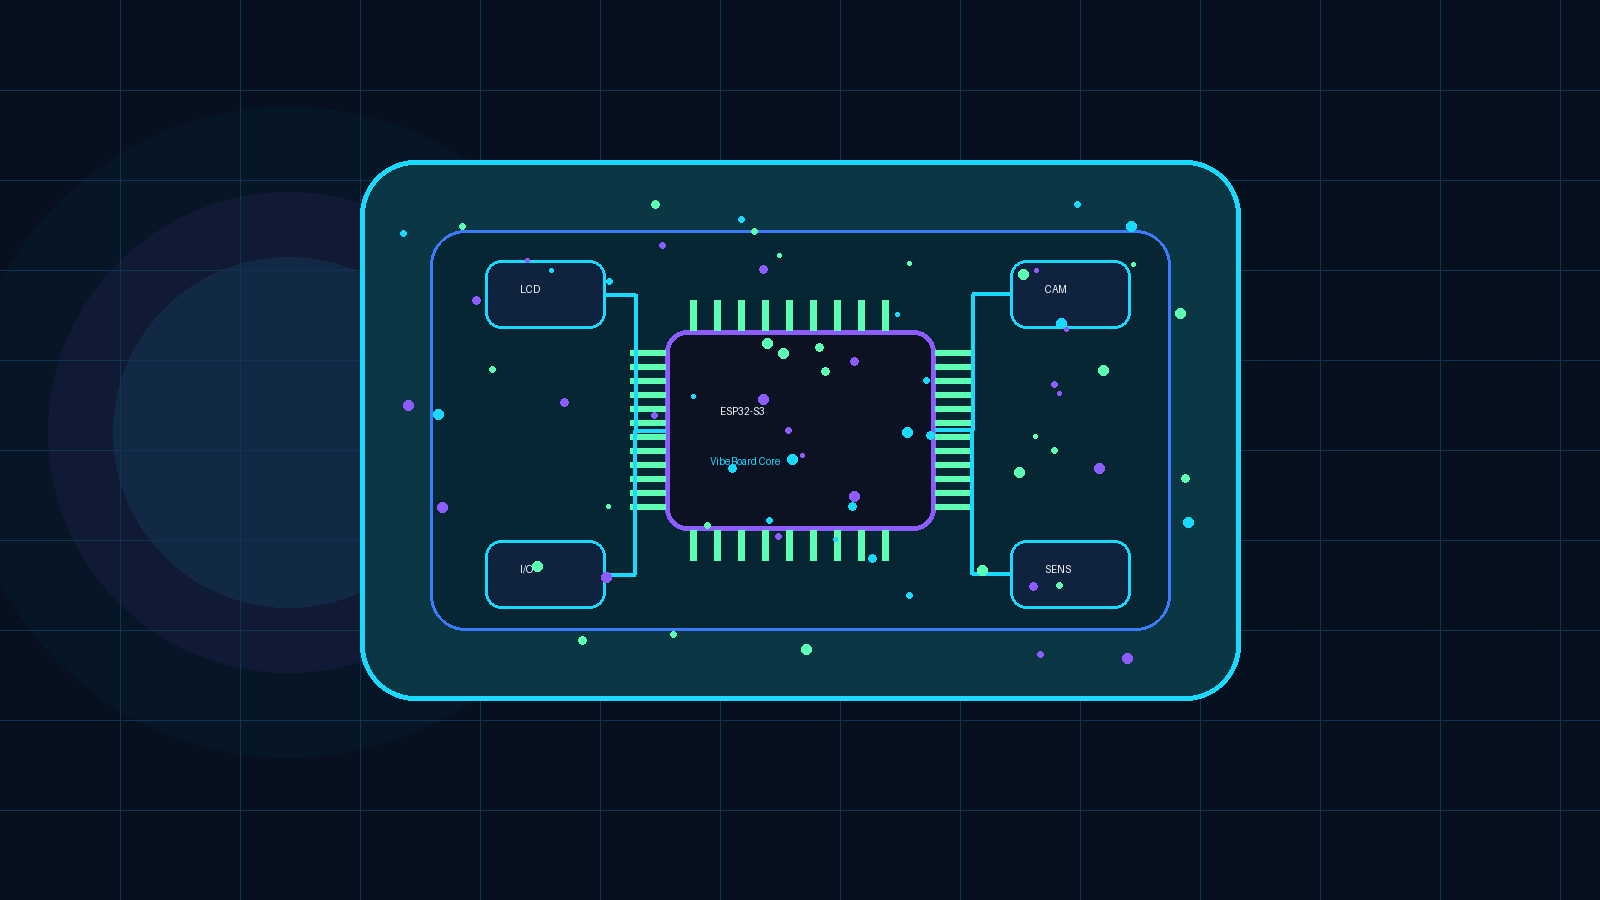 LCD
CAM
ESP32-S3
VibeBoard Core
I/O
SENS